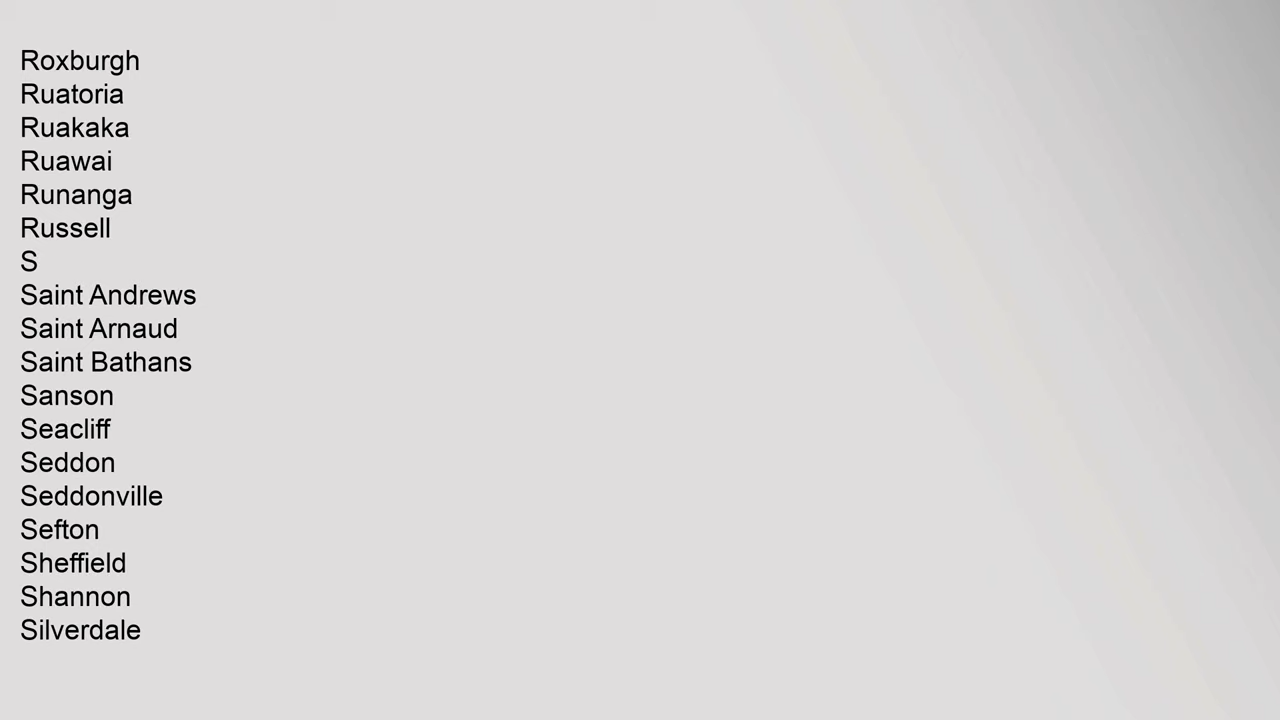 Roxburgh
Ruatoria
Ruakaka
Ruawai
Runanga
Russell
S
Saint Andrews
Saint Arnaud
Saint Bathans
Sanson
Seacliff
Seddon
Seddonville
Sefton
Sheffield
Shannon
Silverdale